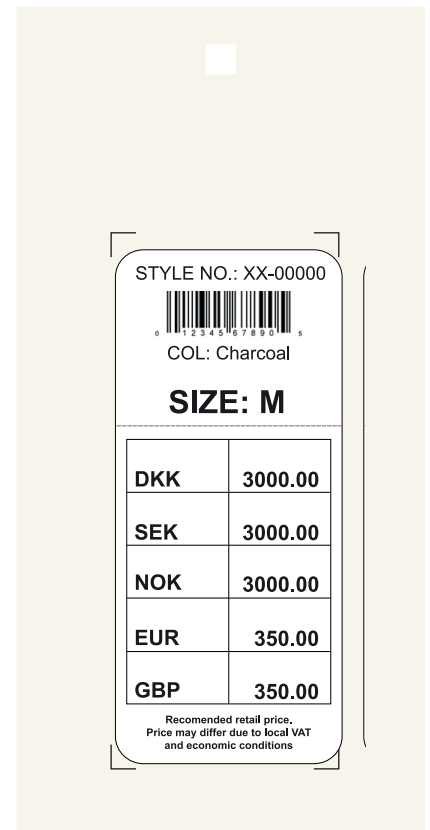 STYLE NO.: XX-00000
0 12345 67890 5
COL: Charcoal
SIZE: M
DKK 3000.00
SEK 3000.00
NOK 3000.00
EUR 350.00
GBP 350.00
Recomended retail price.
Price may differ due to local VAT
and economic conditions